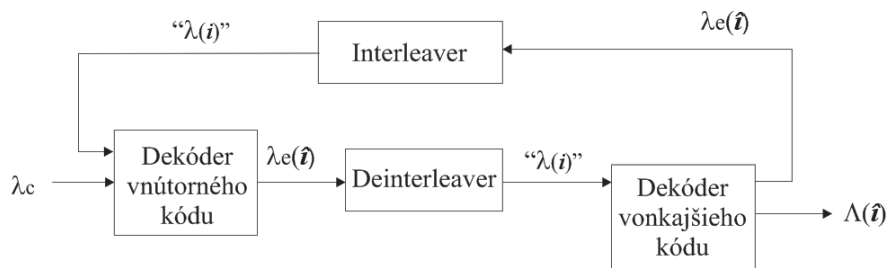 “λ(i)”
Interleaver
λe(î)
λc
Dekóder
vnútorného
kódu
λe(î)
Deinterleaver
“λ(i)”
Dekóder
vonkajšieho
kódu
Λ(î)